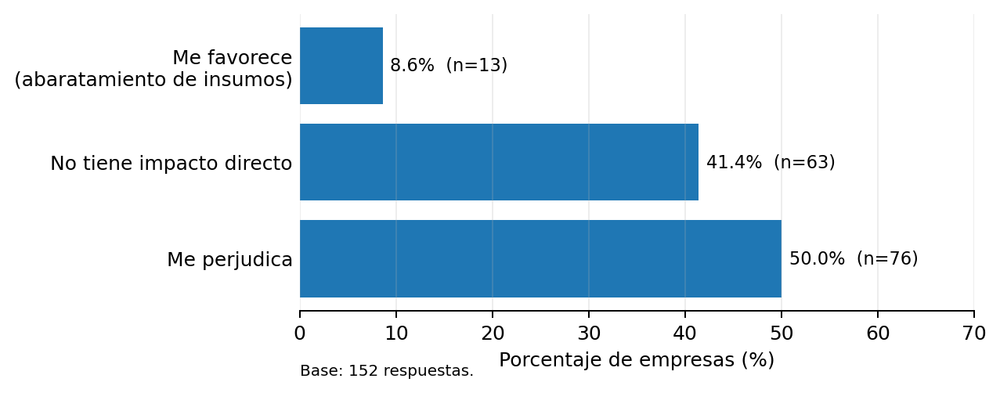 Me favorece
(abaratamiento de insumos)
8.6%  (n=13)
No tiene impacto directo
41.4%  (n=63)
Me perjudica
50.0%  (n=76)
0 10 20 30 40 50 60 70
Porcentaje de empresas (%)
Base: 152 respuestas.